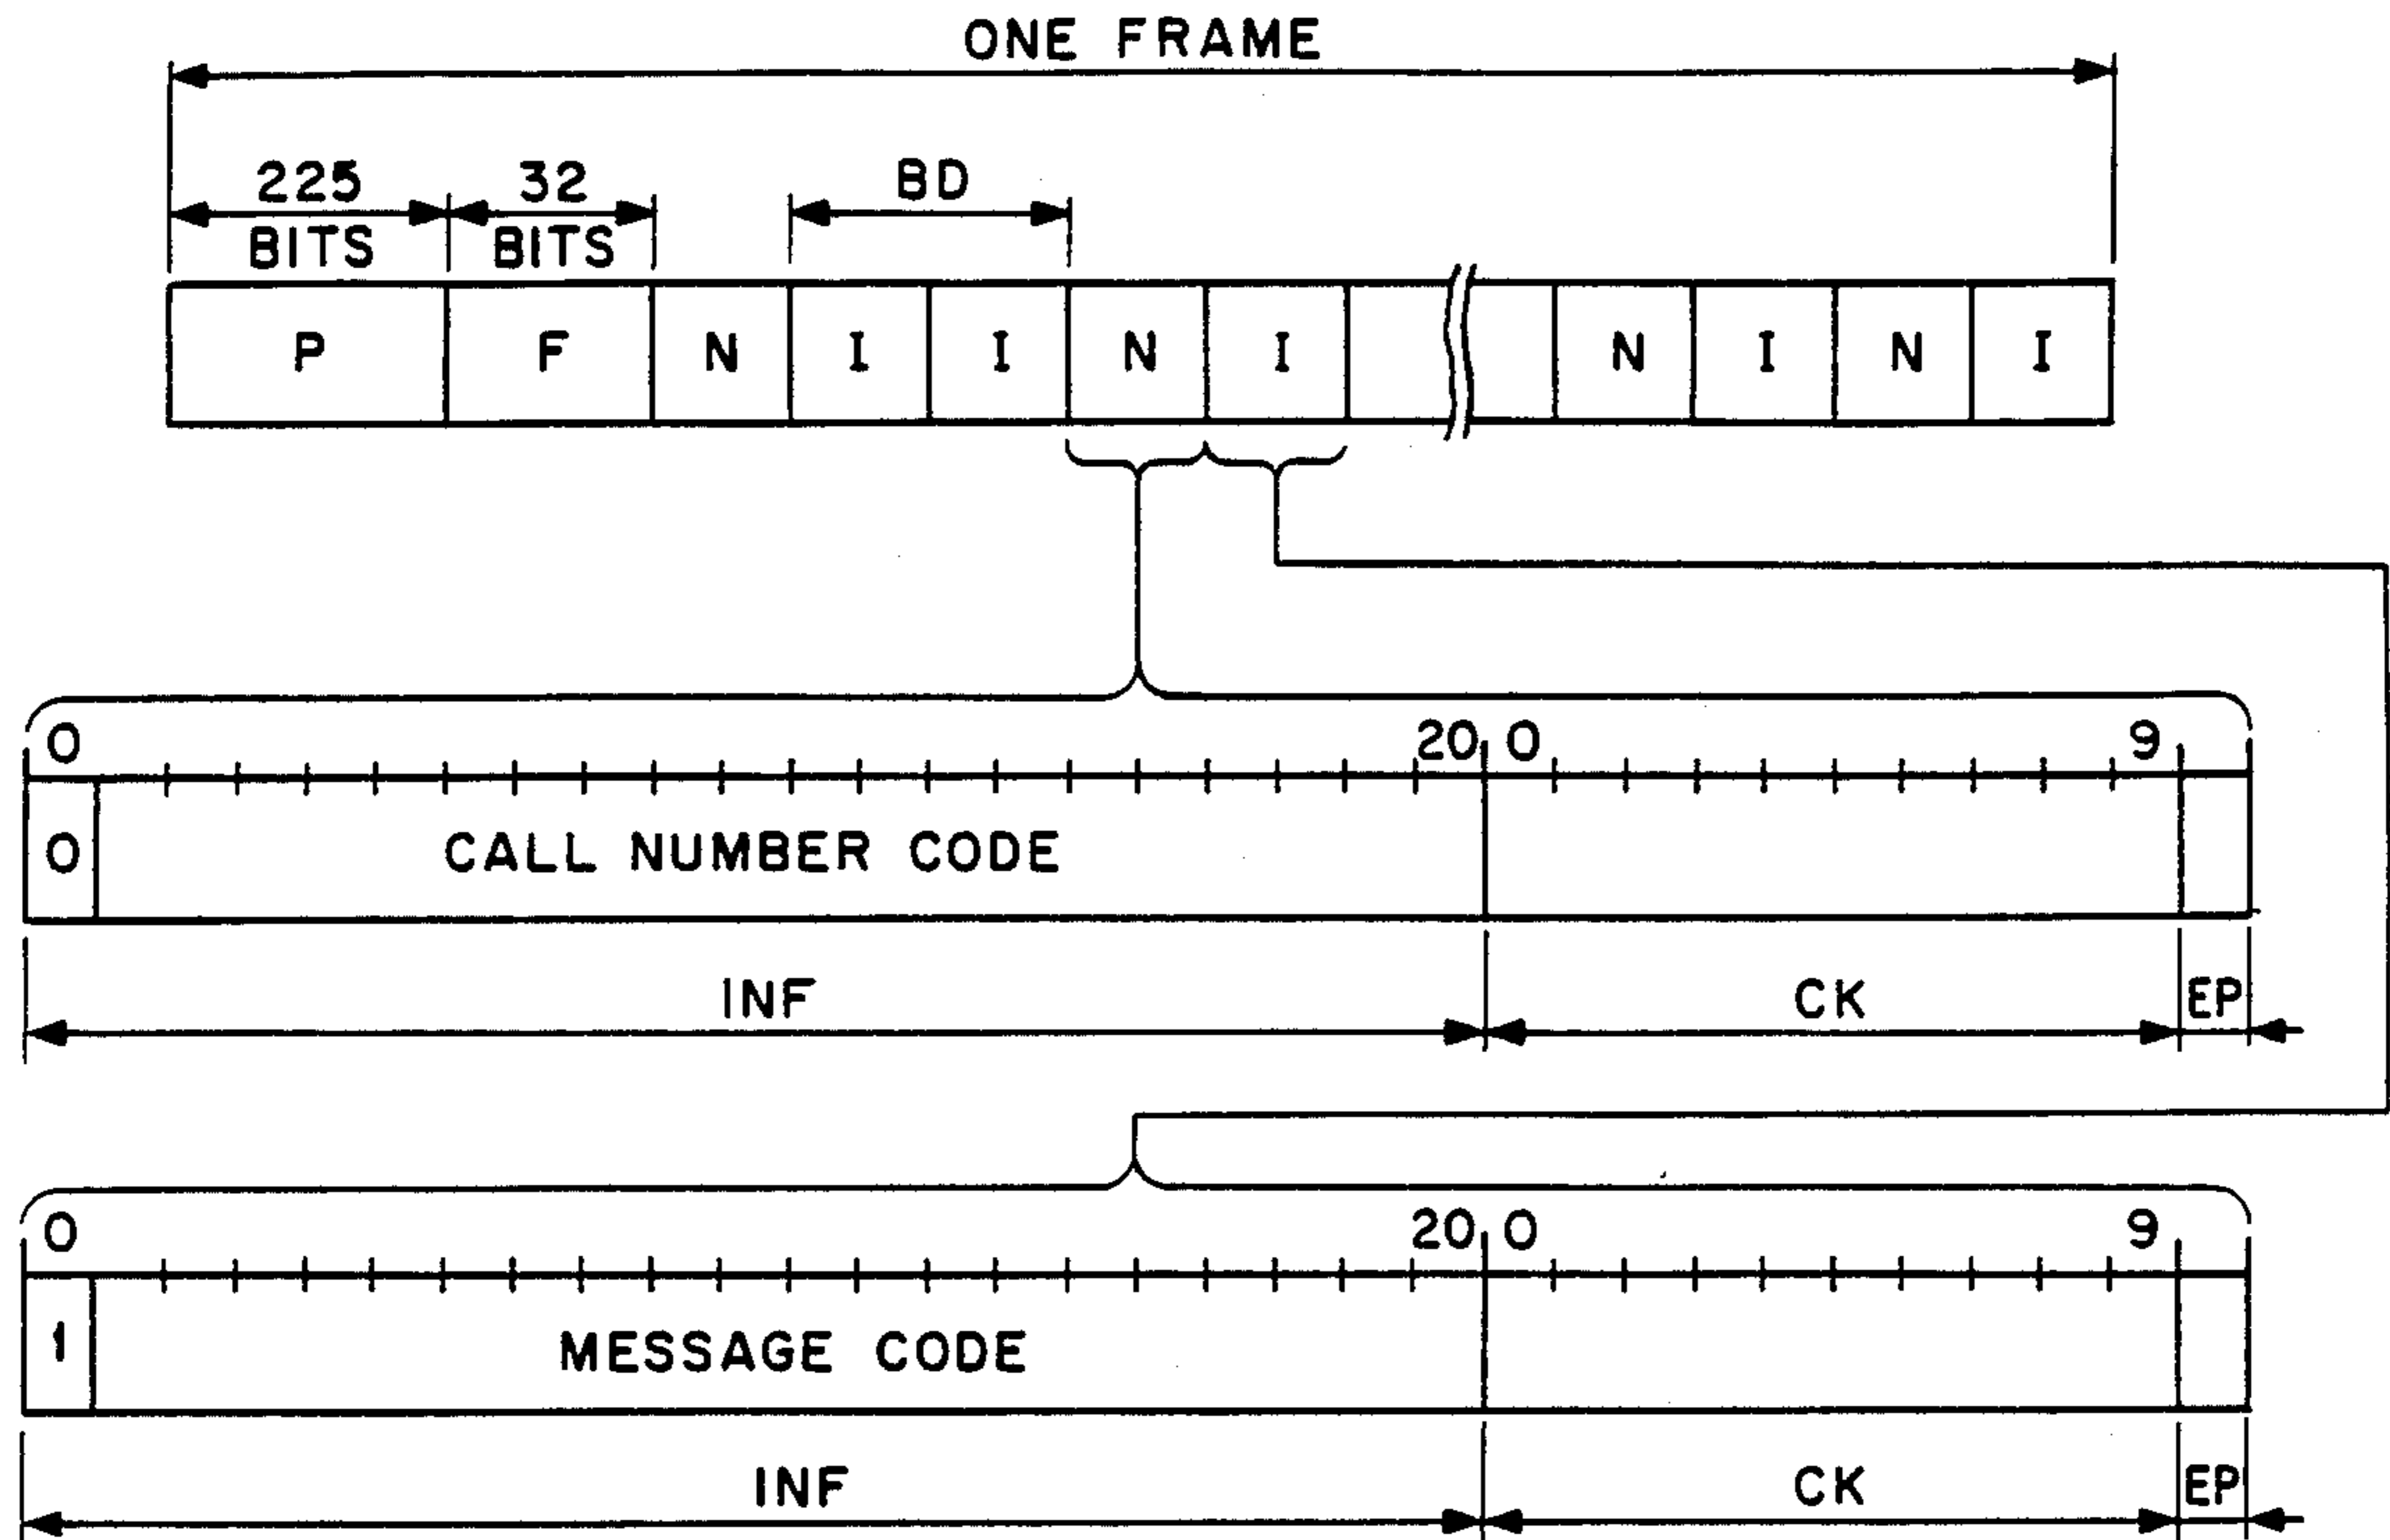 ONE FRAME
225 BITS
32 BITS
BD
P F N I I N I N I N I
0 20 0 9
0 CALL NUMBER CODE
INF CK EP
0 20 0 9
1 MESSAGE CODE
INF CK EP